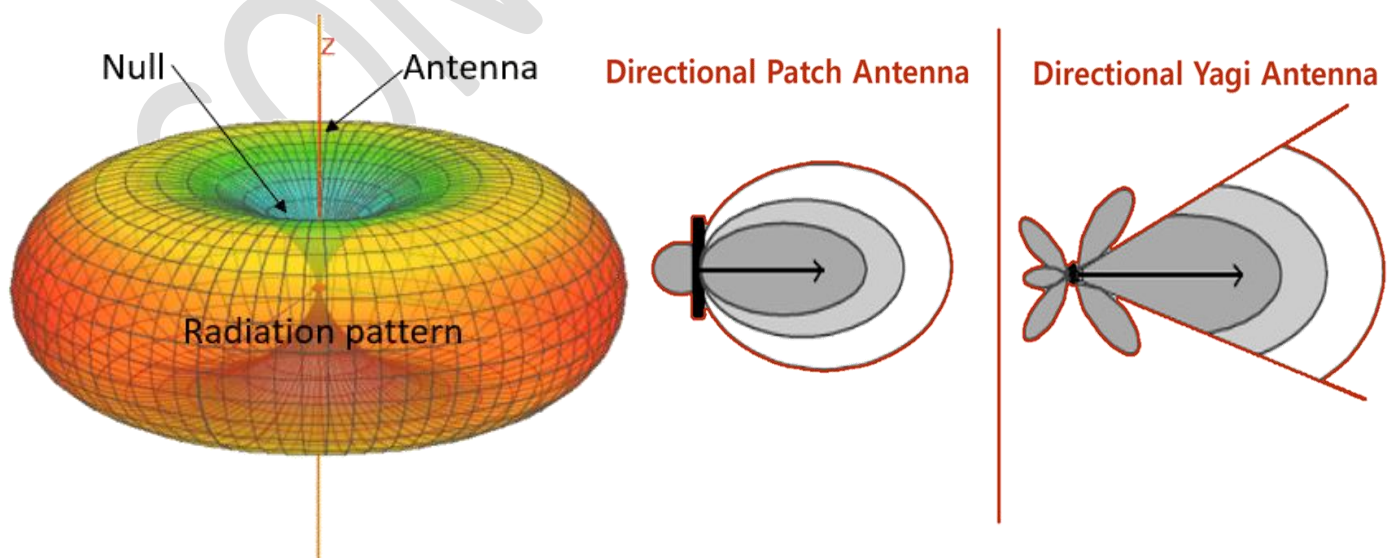 Z
Null
Antenna
Radiation pattern
Directional Patch Antenna
Directional Yagi Antenna